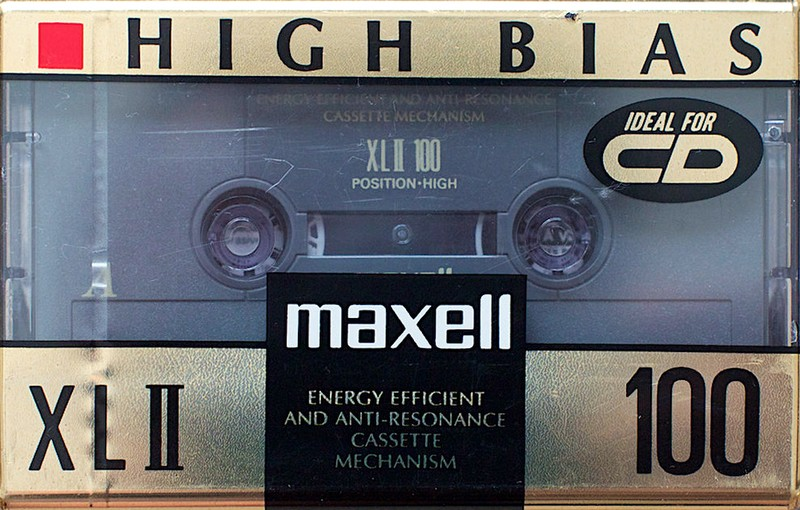 HIGH BIAS
ENERGY EFFICIENT AND ANTI-RESONANCE
CASSETTE MECHANISM
IDEAL FOR
CD
XLII 100
POSITION·HIGH
A
maxell
XLII
100
ENERGY EFFICIENT
AND ANTI-RESONANCE
CASSETTE
MECHANISM